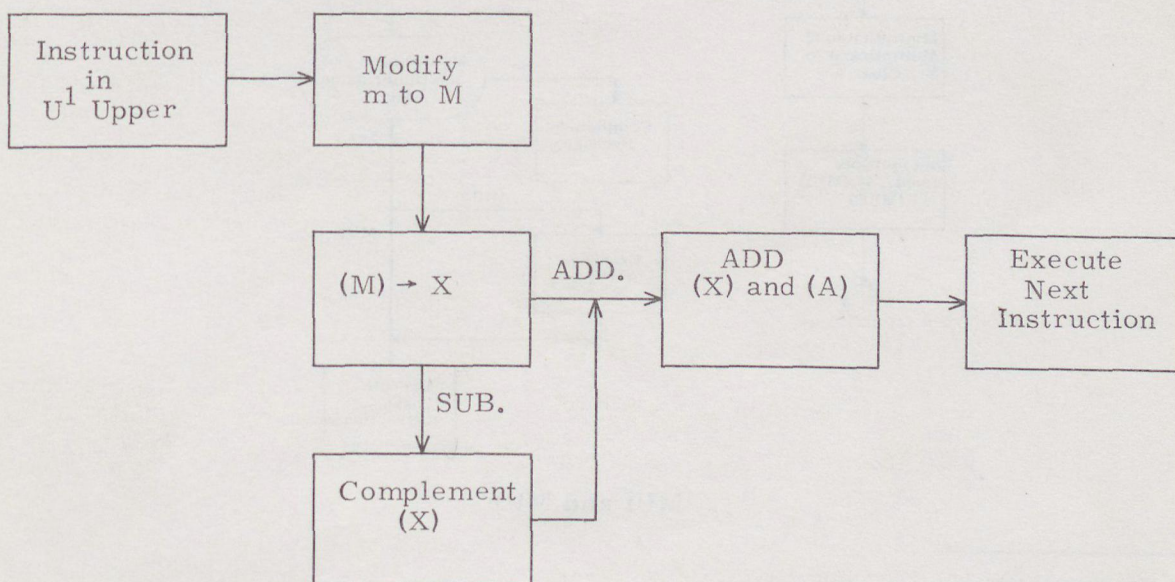 Instruction
in
U¹ Upper
Modify
m to M
(M) → X
ADD.
ADD
(X) and (A)
Execute
Next
Instruction
SUB.
Complement
(X)